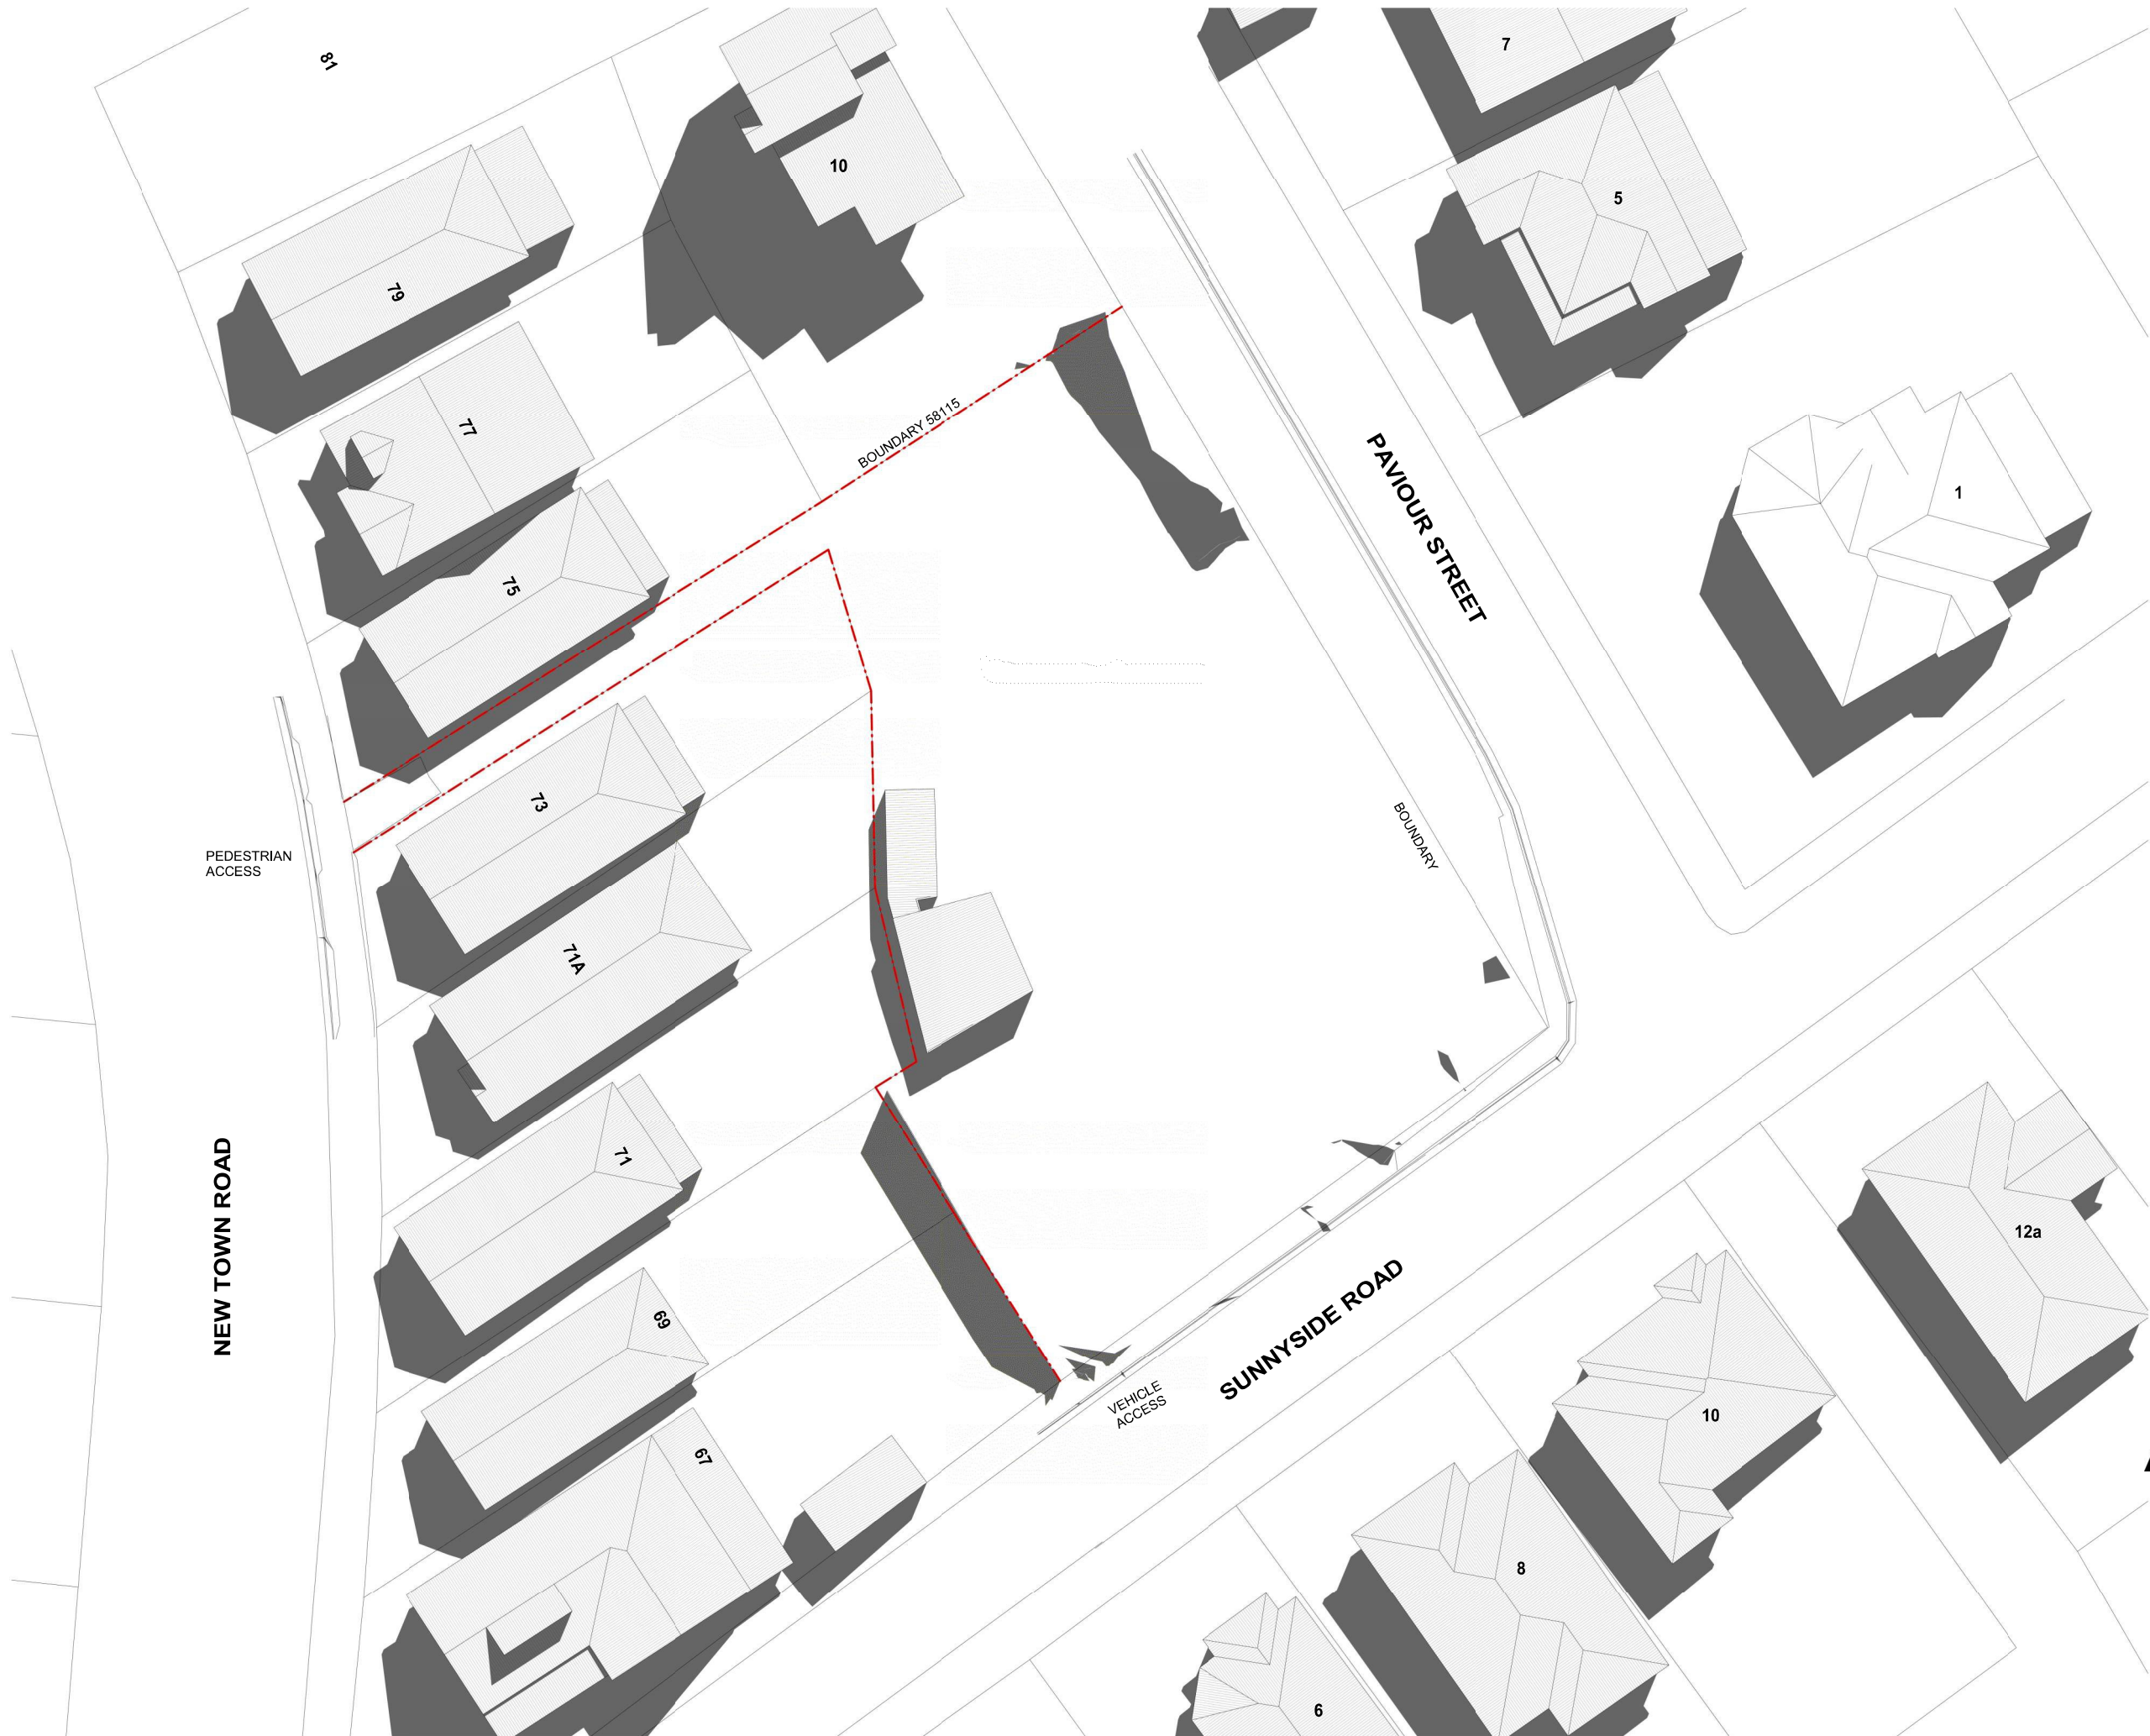 81
7
10
5
79
77
BOUNDARY 58115
75
PAVIOUR STREET
1
73
BOUNDARY
PEDESTRIAN
ACCESS
71A
71
NEW TOWN ROAD
69
12a
SUNNYSIDE ROAD
VEHICLE
ACCESS
10
67
8
6